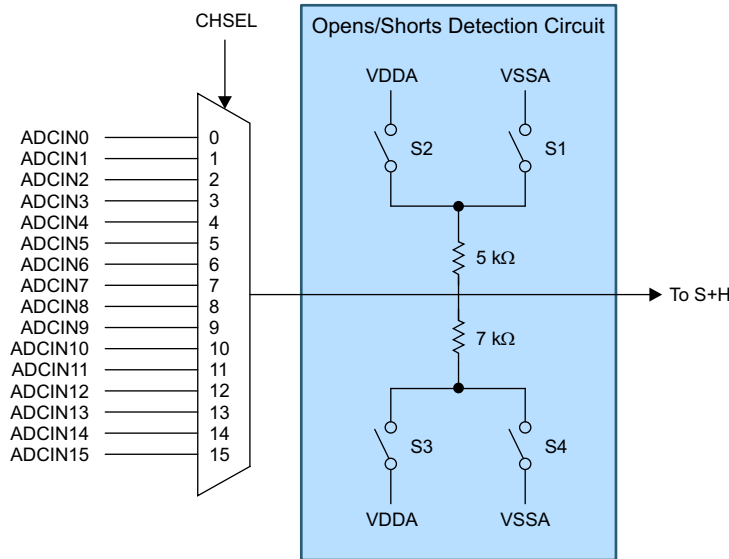 CHSEL
Opens/Shorts Detection Circuit
VDDA VSSA
S2 S1
ADCIN0 0
ADCIN1 1
ADCIN2 2
ADCIN3 3
ADCIN4 4
ADCIN5 5
ADCIN6 6
ADCIN7 7
ADCIN8 8
ADCIN9 9
ADCIN10 10
ADCIN11 11
ADCIN12 12
ADCIN13 13
ADCIN14 14
ADCIN15 15
5 kΩ
To S+H
7 kΩ
S3 S4
VDDA VSSA